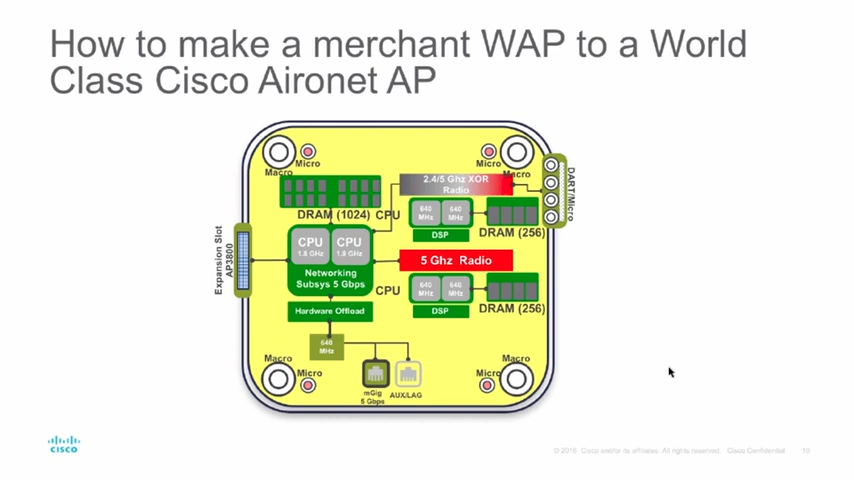 How to make a merchant WAP to a World
Class Cisco Aironet AP
Macro
Micro
Micro
Macro
2.4/5 Ghz XOR
Radio
DART/Micro
DRAM (1024)
CPU
640
MHz
640
MHz
DSP
DRAM (256)
Expansion Slot
AP3800
CPU
1.8 GHz
CPU
1.8 GHz
Networking
Subsys 5 Gbps
5 Ghz Radio
CPU
640
MHz
640
MHz
DSP
DRAM (256)
Hardware Offload
640
MHz
Macro
Micro
mGig
5 Gbps
AUX/LAG
Macro
Micro
CISCO
© 2016 Cisco and/or its affiliates. All rights reserved. Cisco Confidential